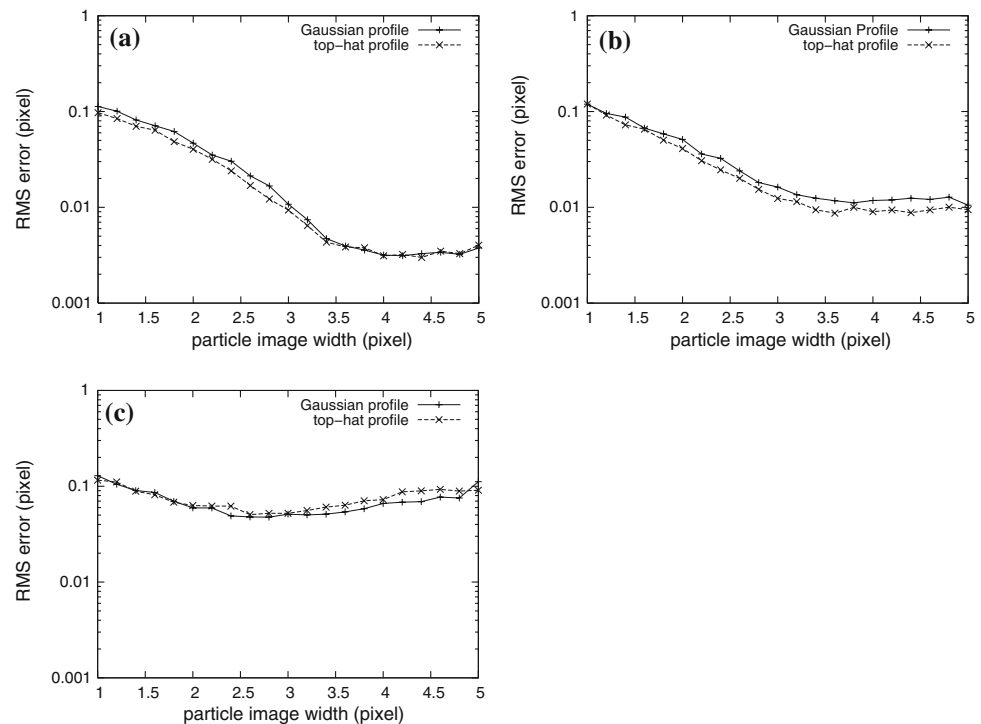 (a)
Gaussian profile
top-hat profile
RMS error (pixel)
1
0.1
0.01
0.001
1 1.5 2 2.5 3 3.5 4 4.5 5
particle image width (pixel)
(b)
Gaussian Profile
top-hat profile
RMS error (pixel)
1
0.1
0.01
0.001
1 1.5 2 2.5 3 3.5 4 4.5 5
particle image width (pixel)
(c)
Gaussian profile
top-hat profile
RMS error (pixel)
1
0.1
0.01
0.001
1 1.5 2 2.5 3 3.5 4 4.5 5
particle image width (pixel)